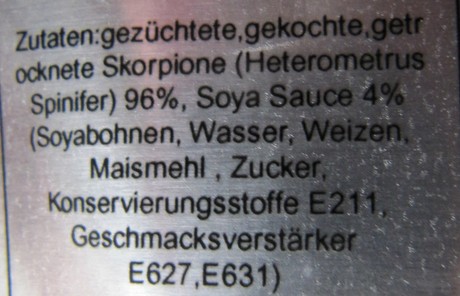 Zutaten:gezüchtete,gekochte,getr
ocknete Skorpione (Heterometrus
Spinifer) 96%, Soya Sauce 4%
(Soyabohnen, Wasser, Weizen,
Maismehl , Zucker,
Konservierungsstoffe E211,
Geschmacksverstärker
E627,E631)